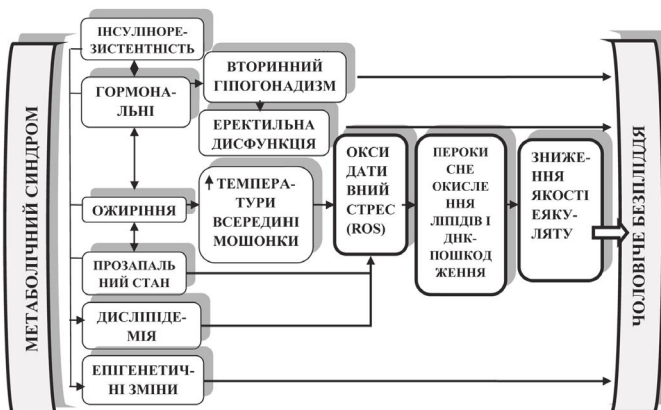 МЕТАБОЛІЧНИЙ СИНДРОМ
ІНСУЛІНОРЕ-
ЗИСТЕНТНІСТЬ
ГОРМОНА-
ЛЬНІ
ОЖИРІННЯ
ПРОЗАПАЛЬ
НИЙ СТАН
ДИСЛІПІДЕ-
МІЯ
ЕПІГЕНЕТИЧ-
НІ ЗМІНИ
ВТОРИННИЙ
ГІПОГОНАДИЗМ
ЕРЕКТИЛЬНА
ДИСФУНКЦІЯ
↑ ТЕМПЕРА-
ТУРИ
ВСЕРЕДИНІ
МОШОНКИ
ОКСИ
ДАТИ
ВНИЙ
СТРЕС
(ROS)
ПЕРОКИ
СНЕ
ОКИСЛЕ
ННЯ
ЛІПІДІВ І
ДНК-
ПОШКОД
ЖЕННЯ
ЗНИЖЕ-
ННЯ
ЯКОСТІ
ЕЯКУ-
ЛЯТУ
ЧОЛОВІЧЕ БЕЗПЛІДДЯ